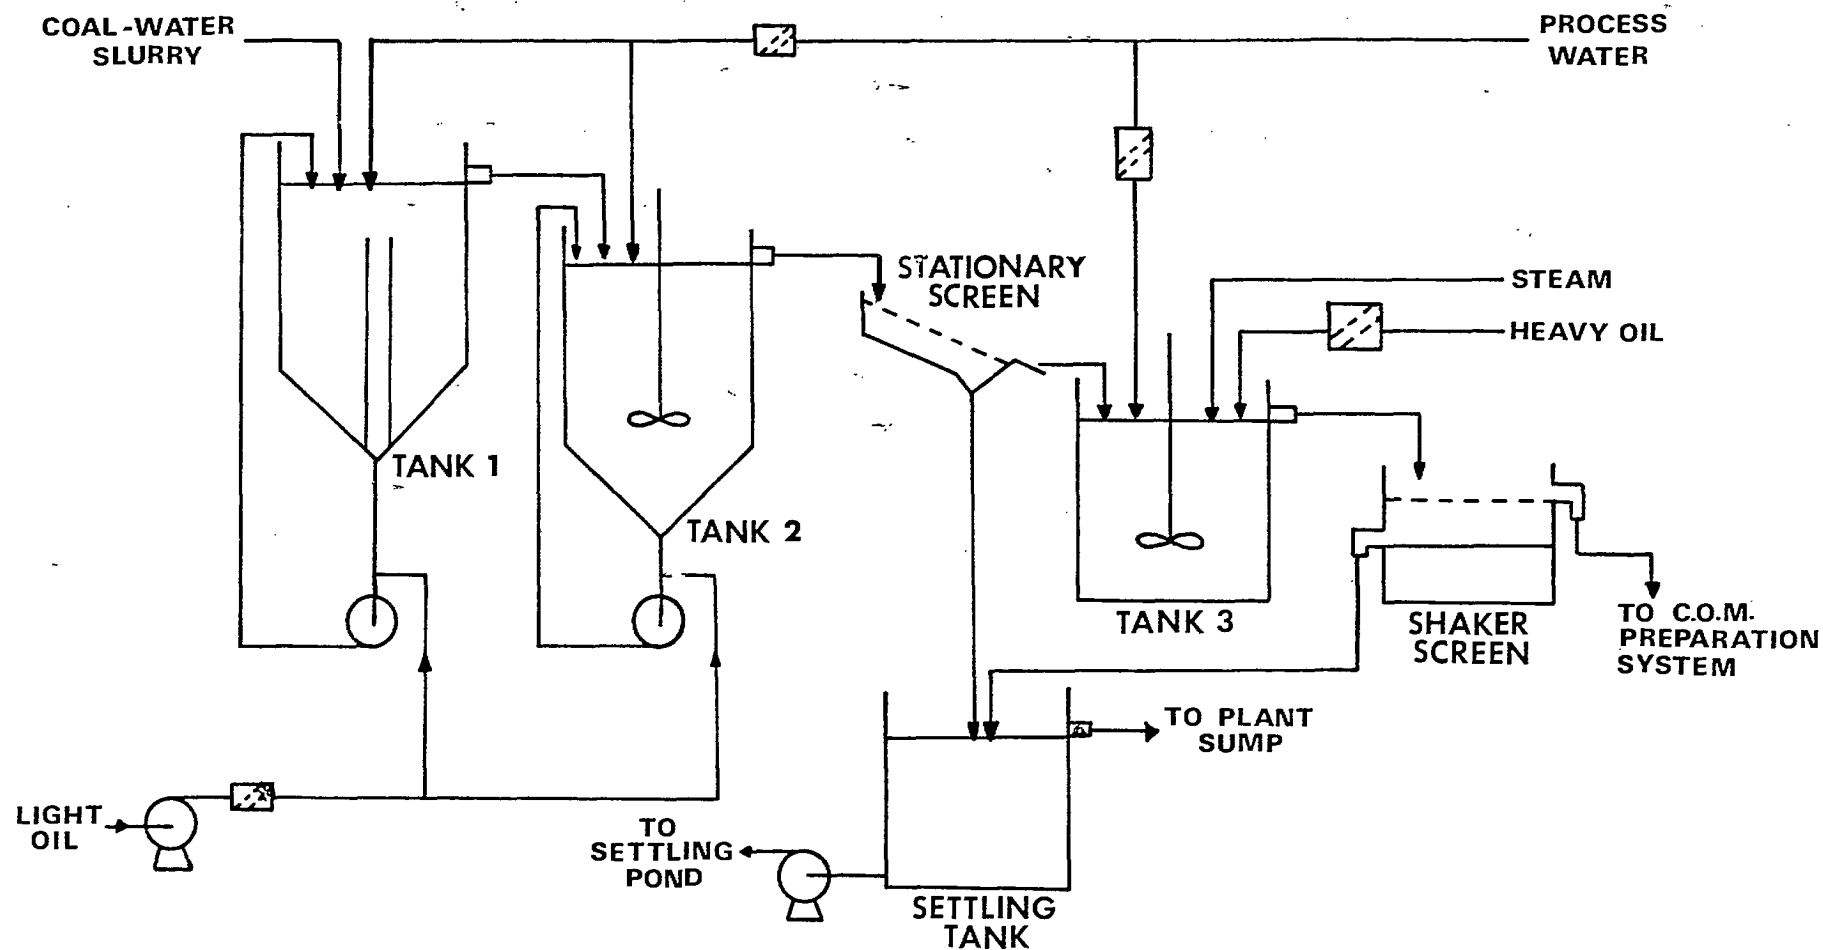 COAL-WATER
SLURRY
PROCESS
WATER
STATIONARY
SCREEN
STEAM
HEAVY OIL
TANK 1
TANK 2
TANK 3
SHAKER
SCREEN
TO C.O.M.
PREPARATION
SYSTEM
TO PLANT
SUMP
LIGHT
OIL
TO
SETTLING
POND
SETTLING
TANK